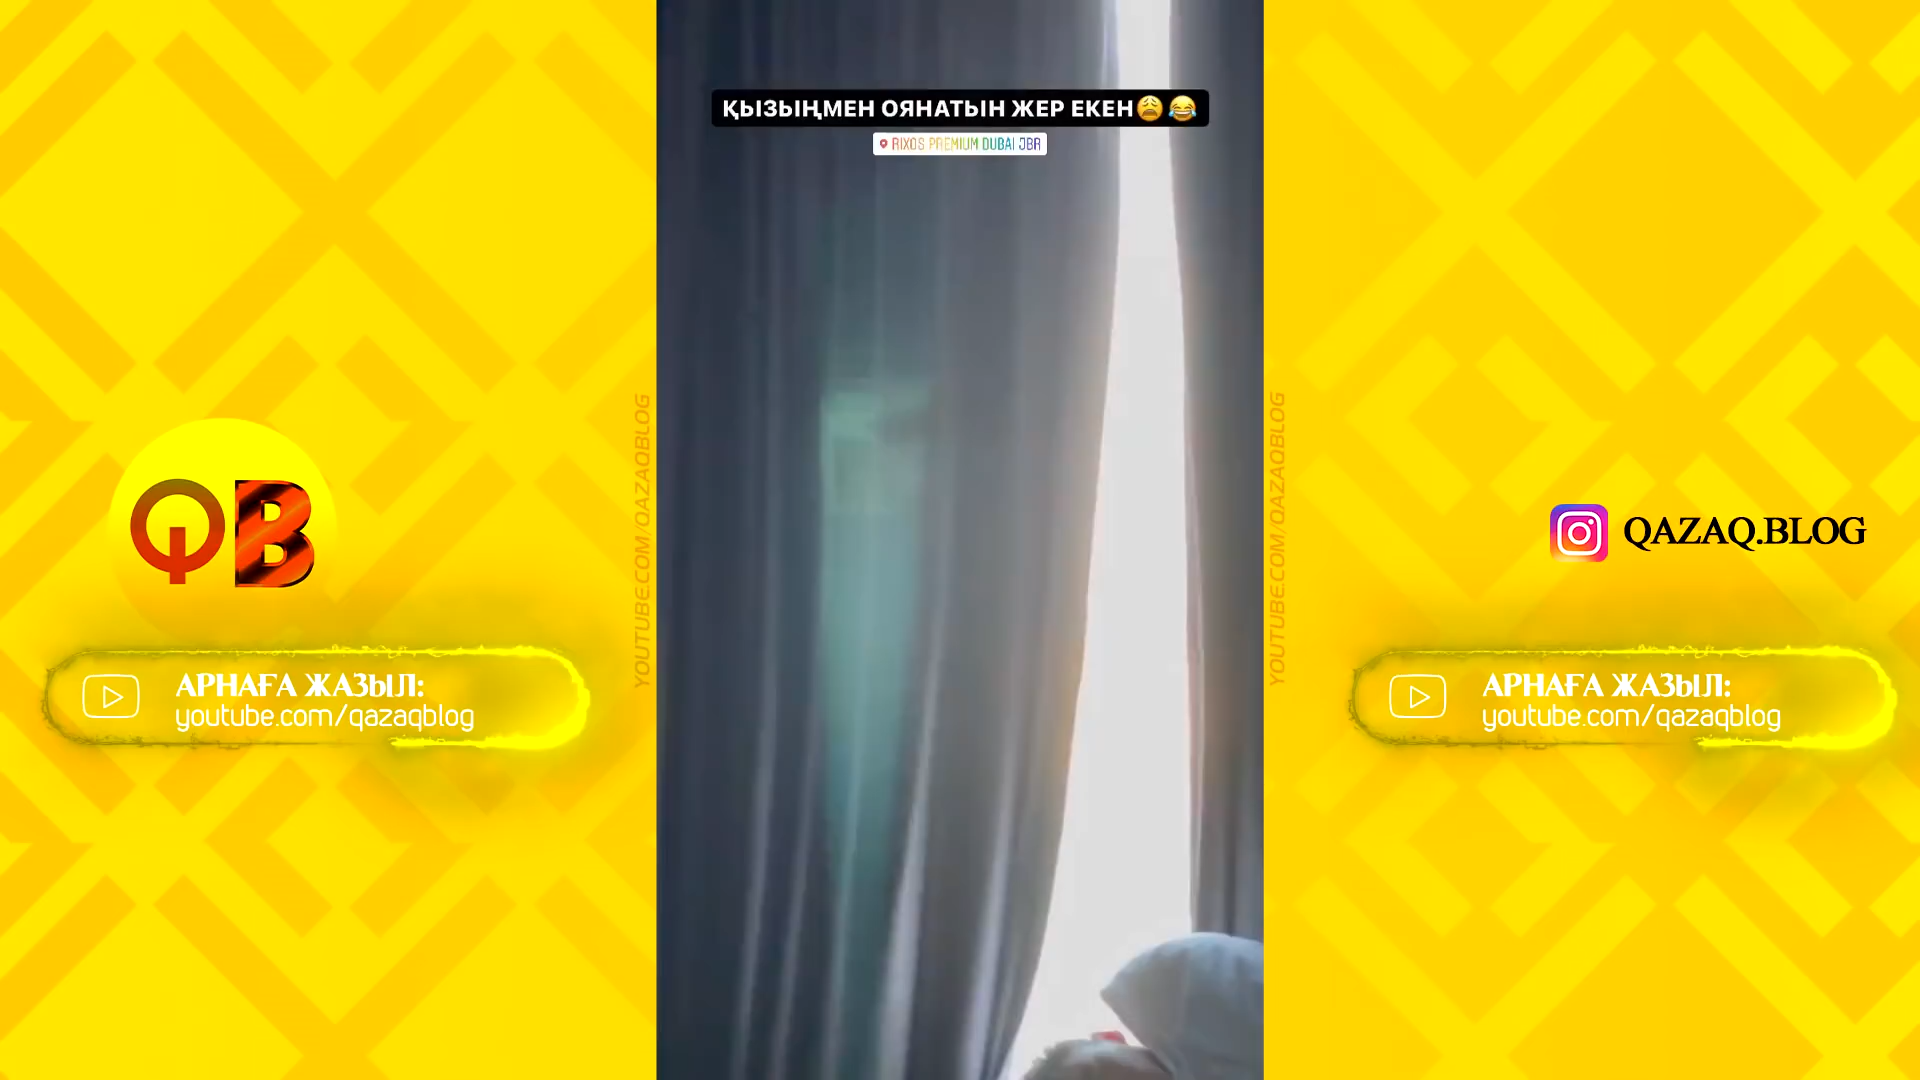 ҚЫЗЫҢМЕН ОЯНАТЫН ЖЕР ЕКЕН😩😂
RIXOS PREMIUM DUBAI JBR
YOUTUBE.COM/QAZAQBLOG
YOUTUBE.COM/QAZAQBLOG
QB
QAZAQ.BLOG
АРНАҒА ЖАЗЫЛ:
youtube.com/qazaqblog
АРНАҒА ЖАЗЫЛ:
youtube.com/qazaqblog